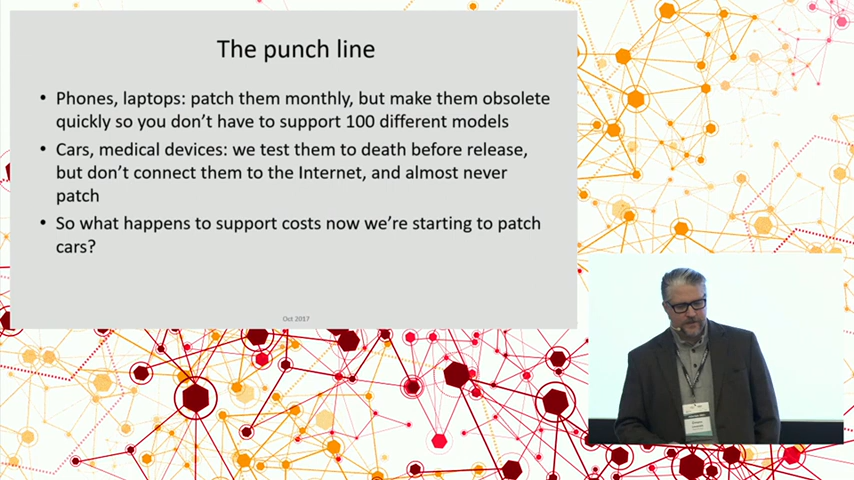 The punch line
• Phones, laptops: patch them monthly, but make them obsolete
quickly so you don't have to support 100 different models
• Cars, medical devices: we test them to death before release,
but don't connect them to the Internet, and almost never
patch
• So what happens to support costs now we're starting to patch
cars?
Oct 2017